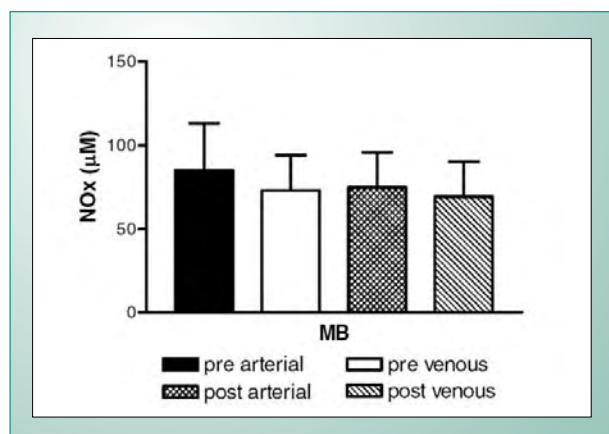 150
100
50
0
NOx (μM)
MB
pre arterial
pre venous
post arterial
post venous